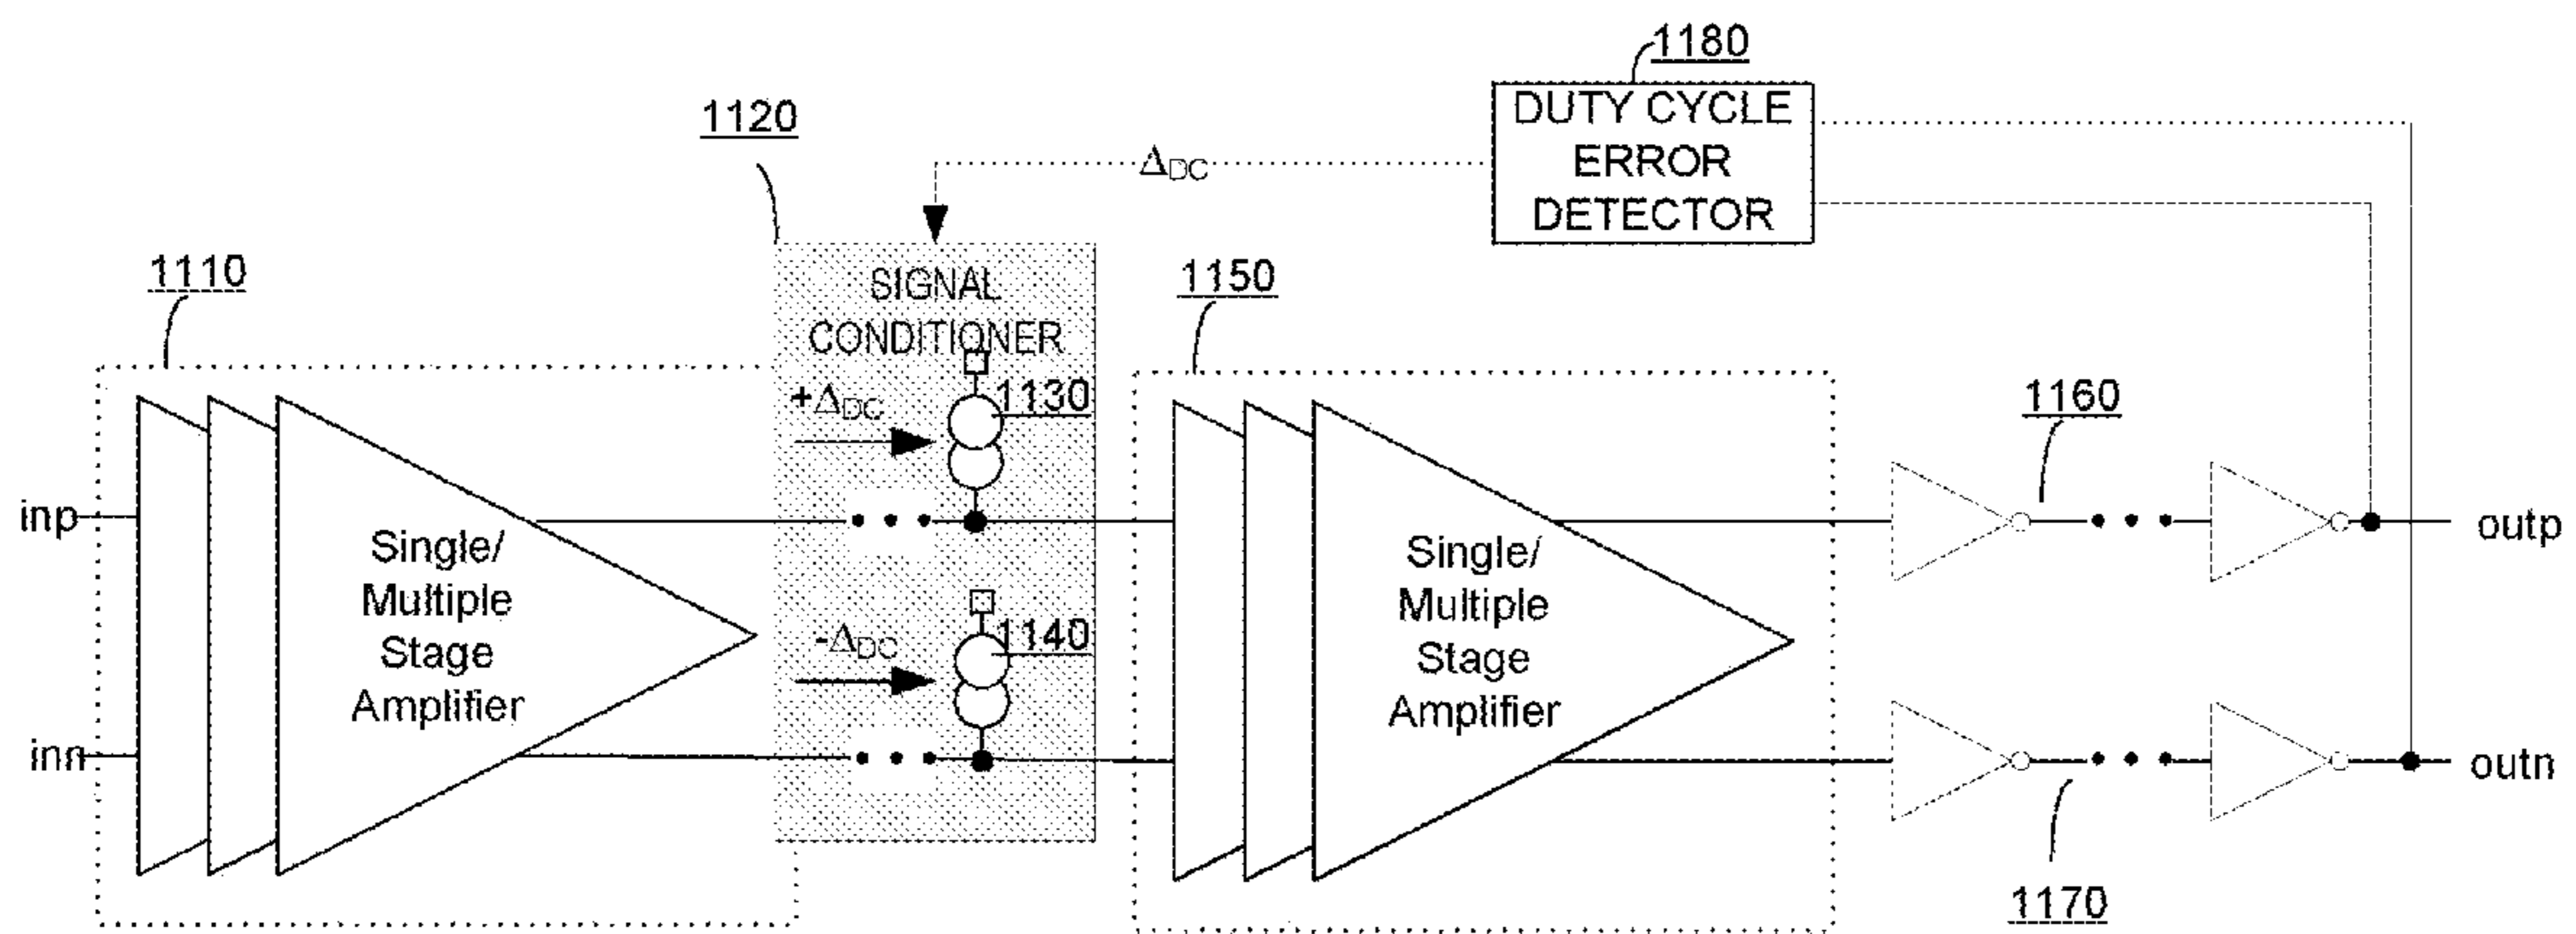 1180
DUTY CYCLE
ERROR
DETECTOR
1120
ΔDC
1110
SIGNAL
CONDITIONER
1150
+ΔDC
1130
1160
inp
Single/
Multiple
Stage
Amplifier
Single/
Multiple
Stage
Amplifier
outp
-ΔDC
1140
inn
outn
1170